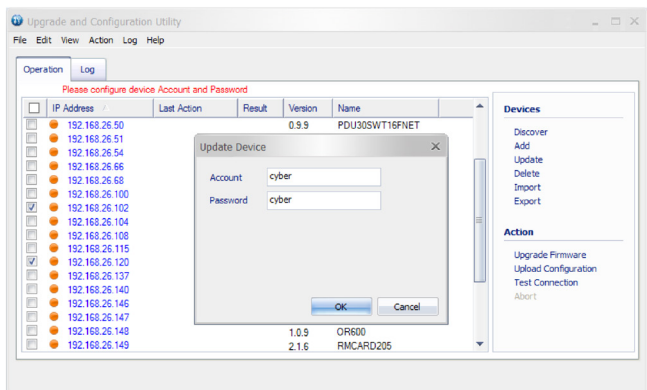 Upgrade and Configuration Utility
File Edit View Action Log Help
Operation Log
Please configure device Account and Password
IP Address Last Action Result Version Name
192.168.26.50 0.9.9 PDU30SWT16FNET
192.168.26.51
192.168.26.54
192.168.26.66
192.168.26.68
192.168.26.100
192.168.26.102
192.168.26.104
192.168.26.108
192.168.26.115
192.168.26.120
192.168.26.137
192.168.26.140
192.168.26.146
192.168.26.147
192.168.26.148 1.0.9 OR600
192.168.26.149 2.1.6 RMCARD205
Update Device
Account cyber
Password cyber
OK Cancel
Devices
Discover
Add
Update
Delete
Import
Export
Action
Upgrade Firmware
Upload Configuration
Test Connection
Abort